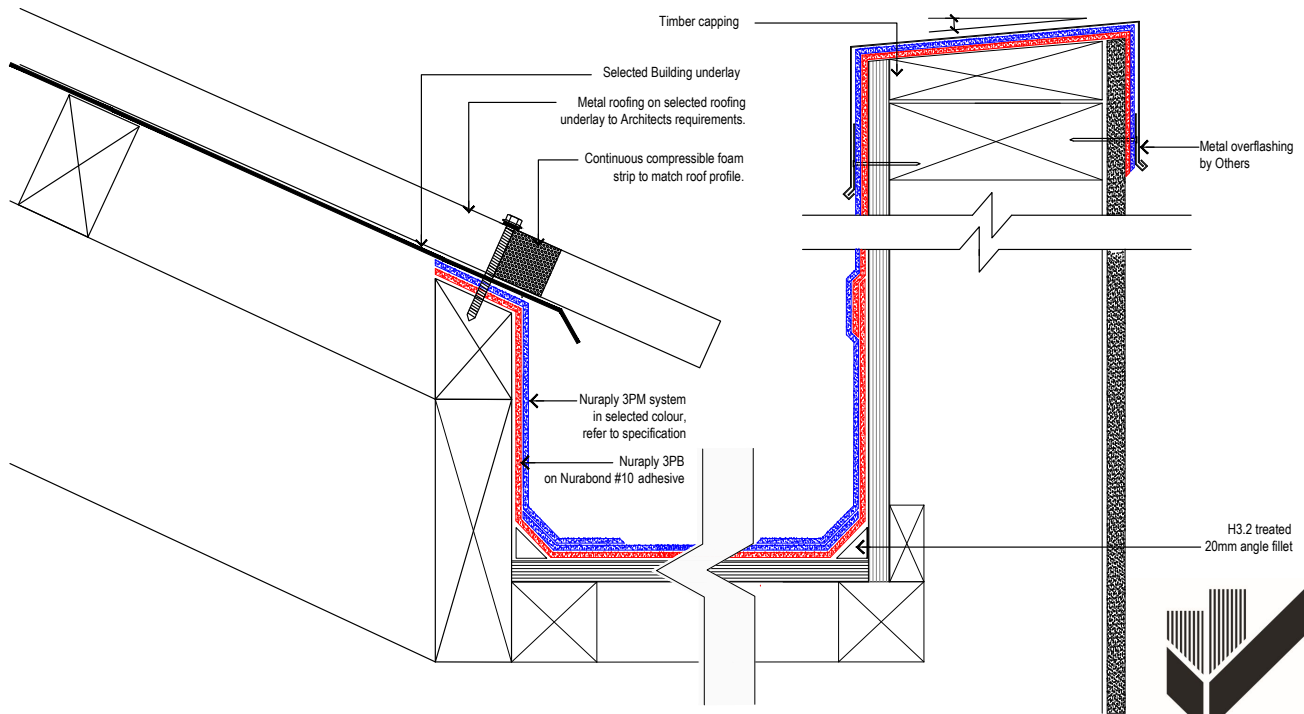 Timber capping
Selected Building underlay
Metal roofing on selected roofing
underlay to Architects requirements.
Continuous compressible foam
strip to match roof profile.
Metal overflashing
by Others
Nuraply 3PM system
in selected colour,
refer to specification
Nuraply 3PB
on Nurabond #10 adhesive
H3.2 treated
20mm angle fillet